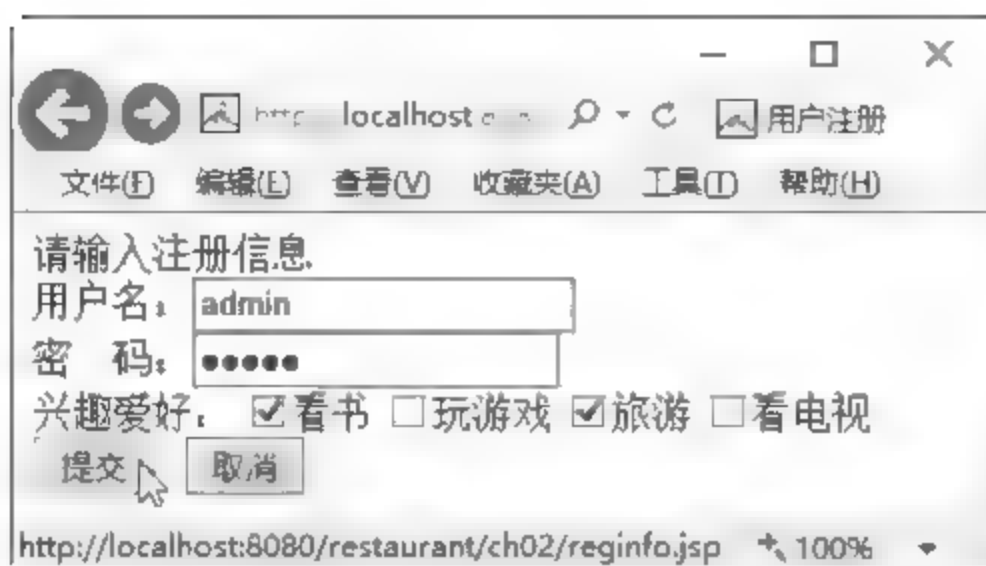 localhost 用户注册
文件(F) 编辑(E) 查看(V) 收藏夹(A) 工具(T) 帮助(H)
请输入注册信息
用户名： admin
密 码： ●●●●●
兴趣爱好： 看书 玩游戏 旅游 看电视
提交 取消
http://localhost:8080/restaurant/ch02/reginfo.jsp 100%